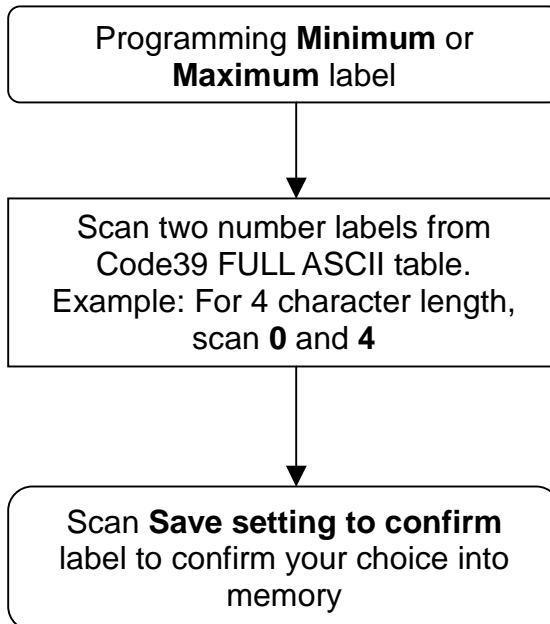 Programming Minimum or
Maximum label
Scan two number labels from
Code39 FULL ASCII table.
Example: For 4 character length,
scan 0 and 4
Scan Save setting to confirm
label to confirm your choice into
memory